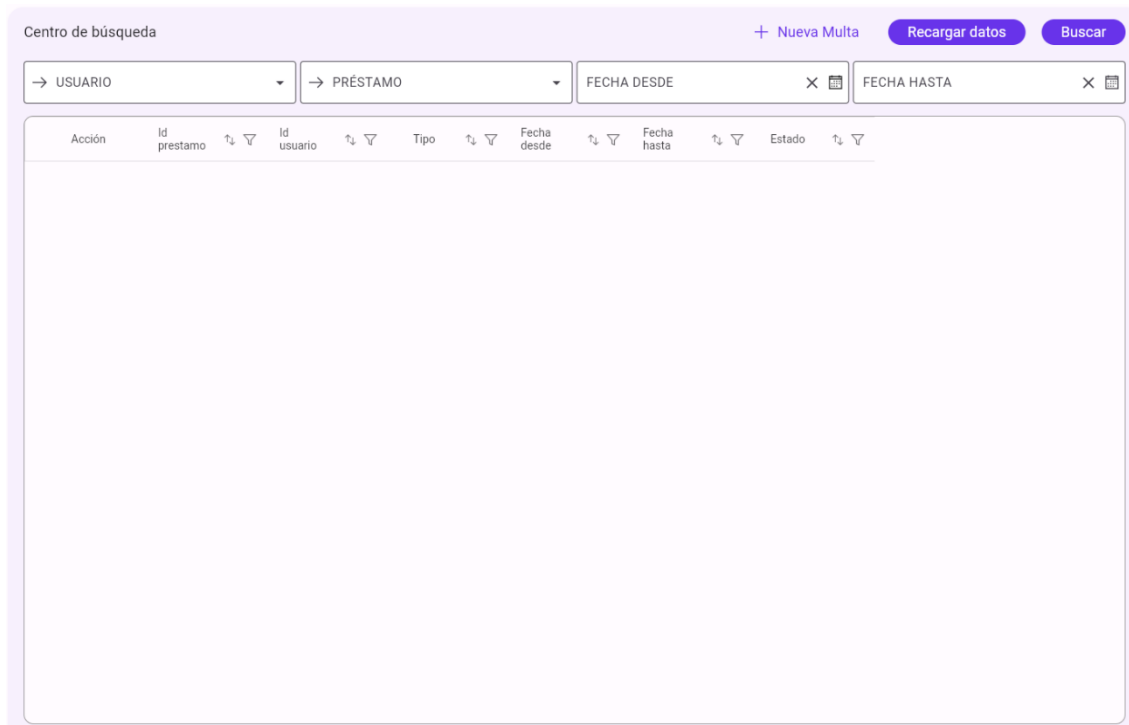 Centro de búsqueda
Nueva Multa
Recargar datos
Buscar
USUARIO
PRÉSTAMO
FECHA DESDE
FECHA HASTA
Acción
Id
prestamo
Id
usuario
Tipo
Fecha
desde
Fecha
hasta
Estado